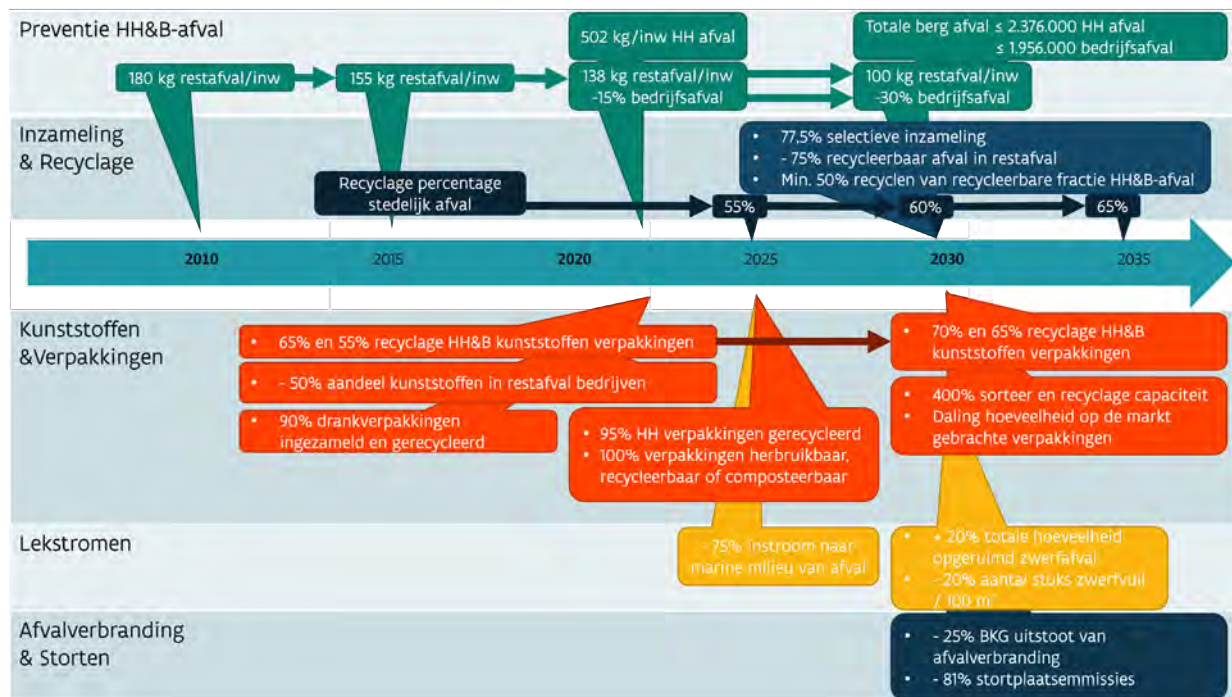 Preventie HH&B-afval
502 kg/inw HH afval
Totale berg afval ≤ 2.376.000 HH afval
≤ 1.956.000 bedrijfsafval
180 kg restafval/inw
155 kg restafval/inw
138 kg restafval/inw
-15% bedrijfsafval
100 kg restafval/inw
-30% bedrijfsafval
Inzameling
& Recyclage
• 77,5% selectieve inzameling
• - 75% recycleerbaar afval in restafval
• Min. 50% recyclen van recycleerbare fractie HH&B-afval
Recyclage percentage
stedelijk afval
55%
60%
65%
2010
2015
2020
2025
2030
2035
Kunststoffen
&Verpakkingen
• 65% en 55% recyclage HH&B kunststoffen verpakkingen
• - 50% aandeel kunststoffen in restafval bedrijven
• 90% drankverpakkingen
ingezameld en gerecycleerd
• 95% HH verpakkingen gerecycleerd
• 100% verpakkingen herbruikbaar,
recycleerbaar of composteerbaar
• 70% en 65% recyclage HH&B
kunststoffen verpakkingen
• 400% sorteer en recyclage capaciteit
• Daling hoeveelheid op de markt
gebrachte verpakkingen
Lekstromen
- 75% instroom naar
marine milieu van afval
• + 20% totale hoeveelheid
opgeruimd zwerfafval
• -20% aantal stuks zwerfvuil
/ 100 m²
Afvalverbranding
& Storten
• - 25% BKG uitstoot van
afvalverbranding
• - 81% stortplaatsemmissies